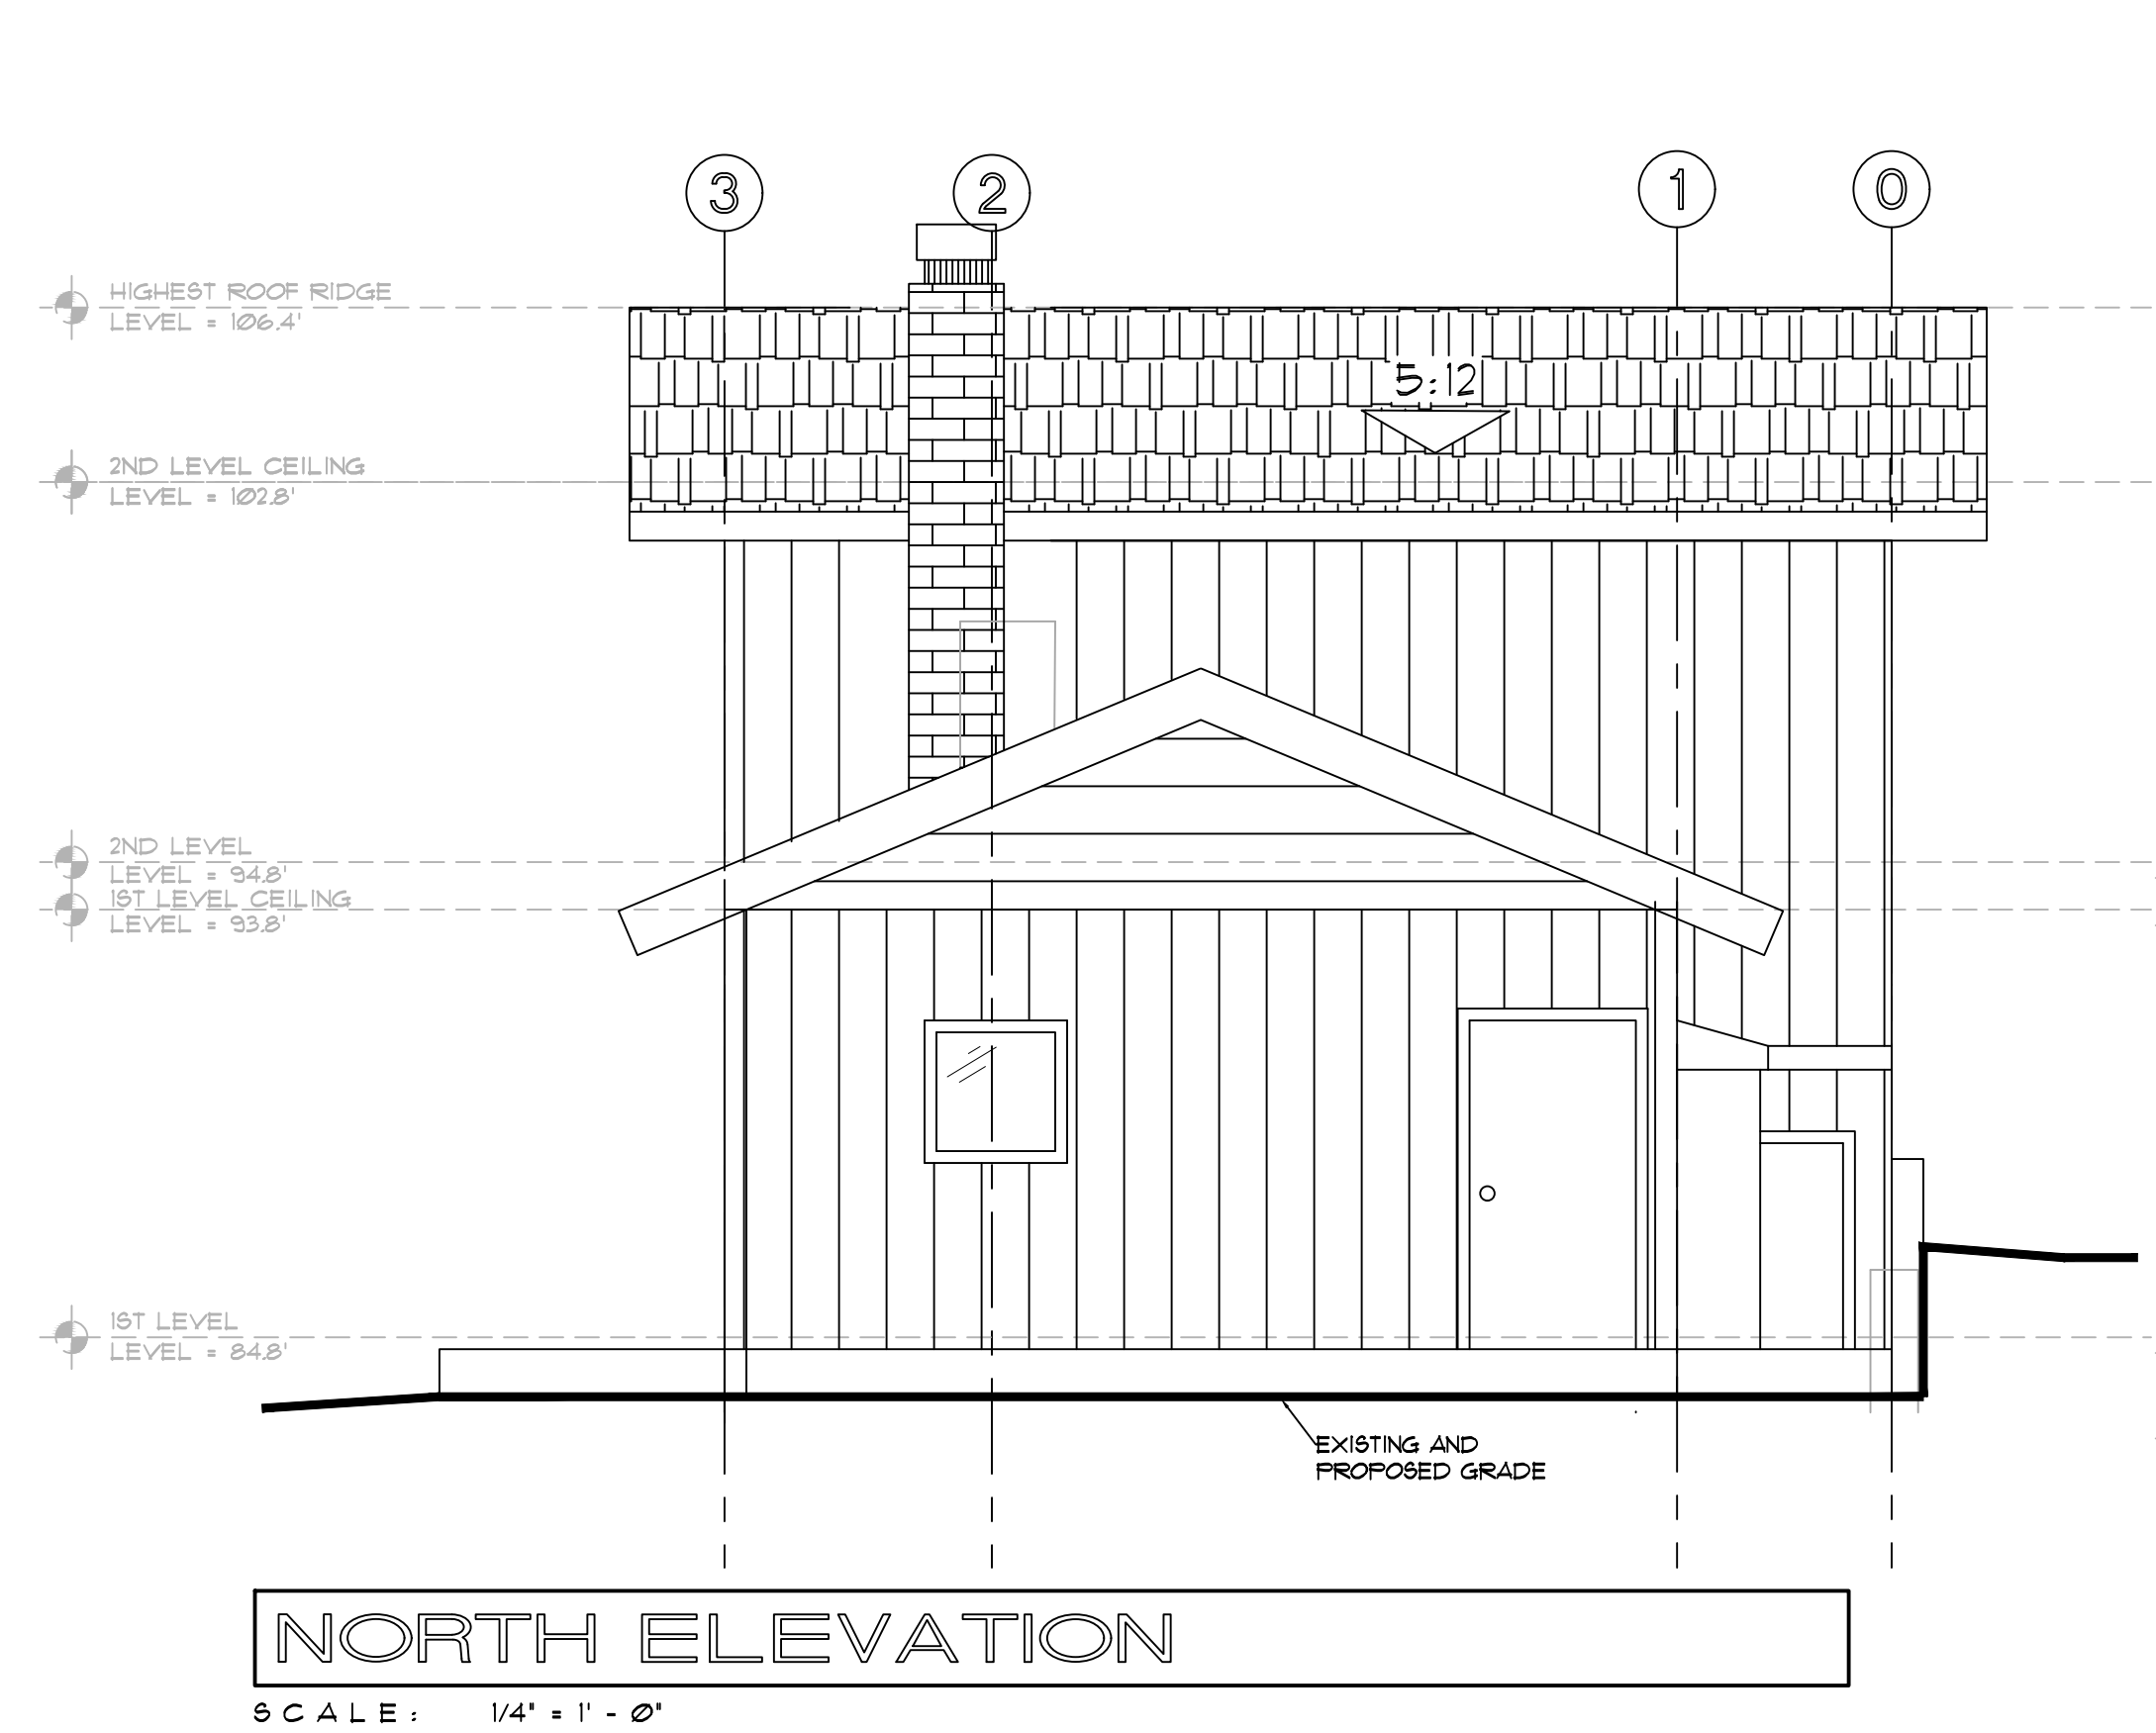 3
2
1
0
HIGHEST ROOF RIDGE
LEVEL = 106.4'
5:12
2ND LEVEL CEILING
LEVEL = 102.8'
2ND LEVEL
LEVEL = 94.8'
1ST LEVEL CEILING
LEVEL = 93.8'
1ST LEVEL
LEVEL = 84.8'
EXISTING AND
PROPOSED GRADE
NORTH ELEVATION
SCALE: 1/4" = 1' - 0"